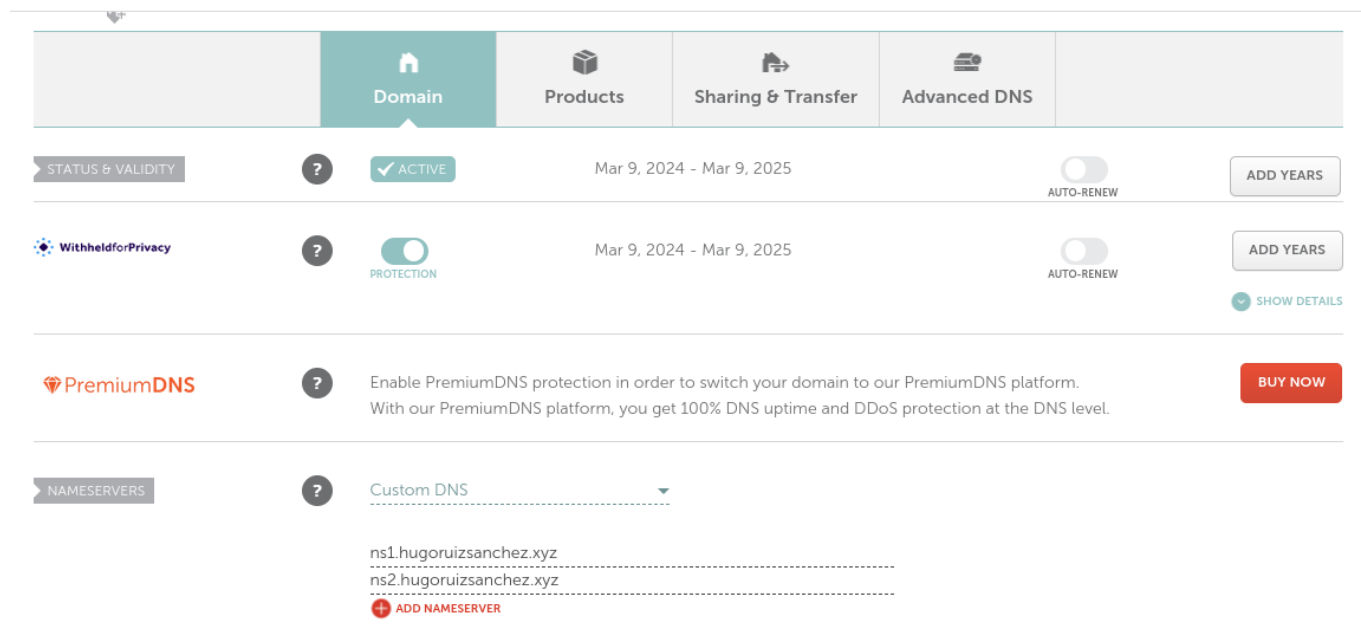 Domain
Products
Sharing & Transfer
Advanced DNS
STATUS & VALIDITY
?
ACTIVE
Mar 9, 2024 - Mar 9, 2025
AUTO-RENEW
ADD YEARS
WithheldforPrivacy
?
PROTECTION
Mar 9, 2024 - Mar 9, 2025
AUTO-RENEW
ADD YEARS
SHOW DETAILS
PremiumDNS
?
Enable PremiumDNS protection in order to switch your domain to our PremiumDNS platform.
With our PremiumDNS platform, you get 100% DNS uptime and DDoS protection at the DNS level.
BUY NOW
NAMESERVERS
?
Custom DNS
ns1.hugoruizsanchez.xyz
ns2.hugoruizsanchez.xyz
ADD NAMESERVER